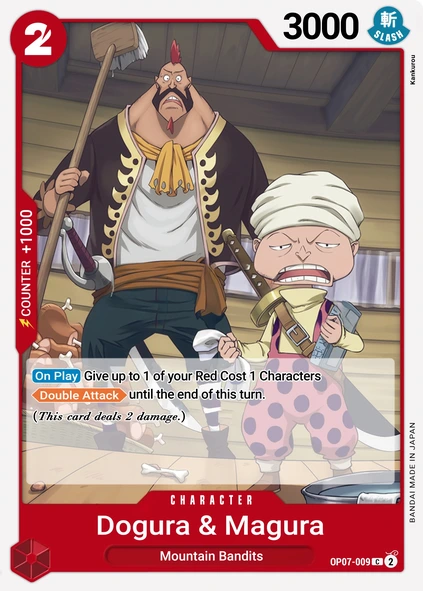 2
3000
斬
SLASH
Kankurou
COUNTER +1000
On Play Give up to 1 of your Red Cost 1 Characters
Double Attack until the end of this turn.
(This card deals 2 damage.)
BANDAI MADE IN JAPAN
CHARACTER
Dogura & Magura
Mountain Bandits
OP07-009 C 2